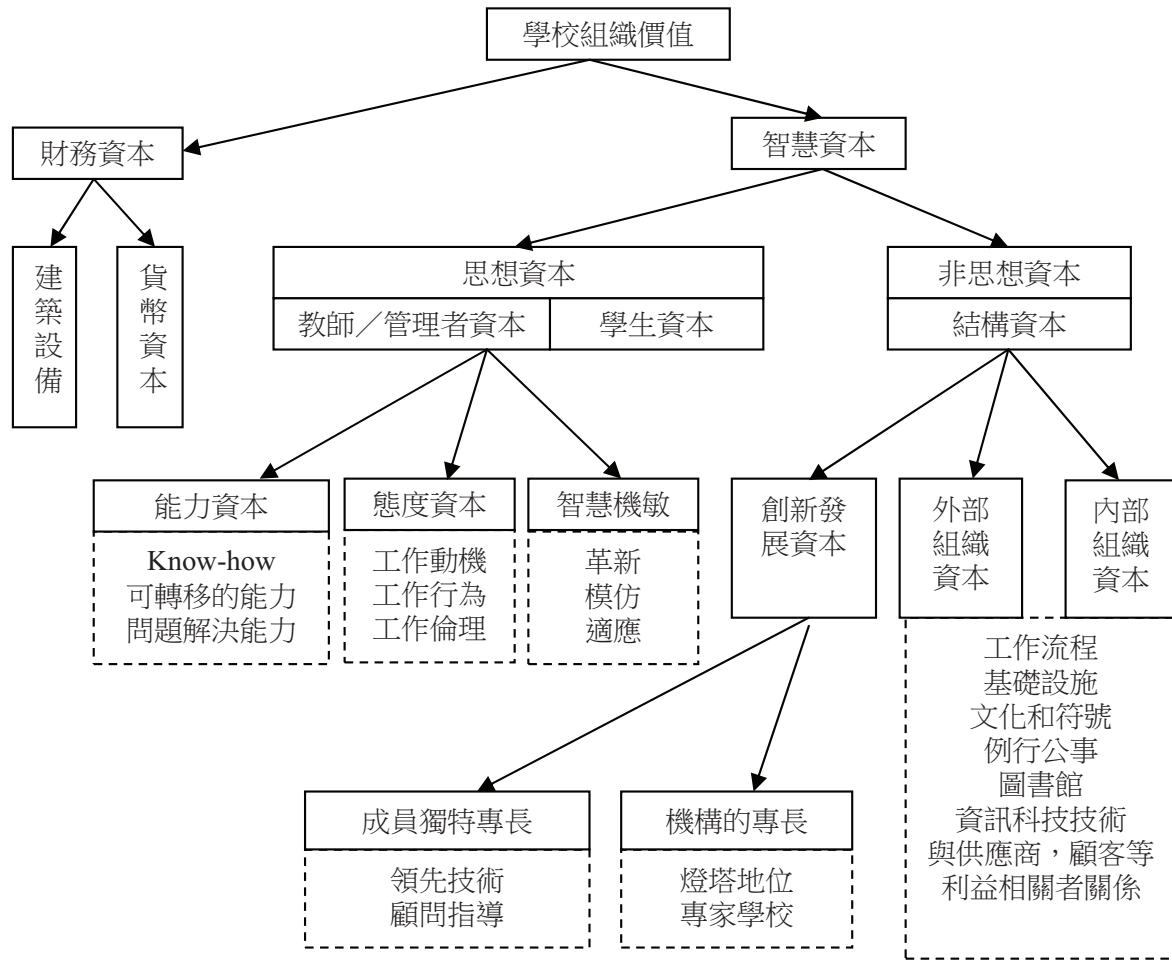 學校組織價值
財務資本
智慧資本
建築設備
貨幣資本
思想資本
教師／管理者資本
學生資本
非思想資本
結構資本
能力資本
Know-how
可轉移的能力
問題解決能力
態度資本
工作動機
工作行為
工作倫理
智慧機敏
革新
模仿
適應
創新發
展資本
外部
組織
資本
內部
組織
資本
工作流程
基礎設施
文化和符號
例行公事
圖書館
資訊科技技術
與供應商，顧客等
利益相關者關係
成員獨特專長
領先技術
顧問指導
機構的專長
燈塔地位
專家學校